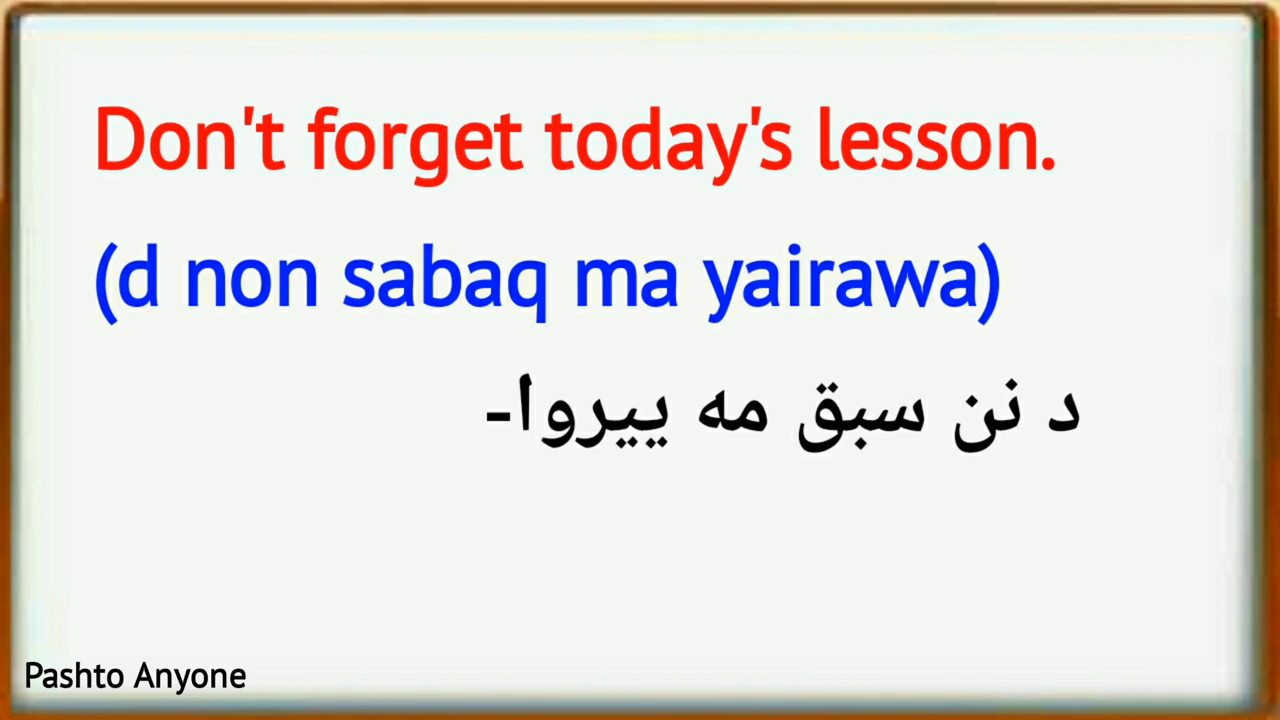 Don't forget today's lesson.
(d non sabaq ma yairawa)
د نن سبق مه ییروا-
Pashto Anyone